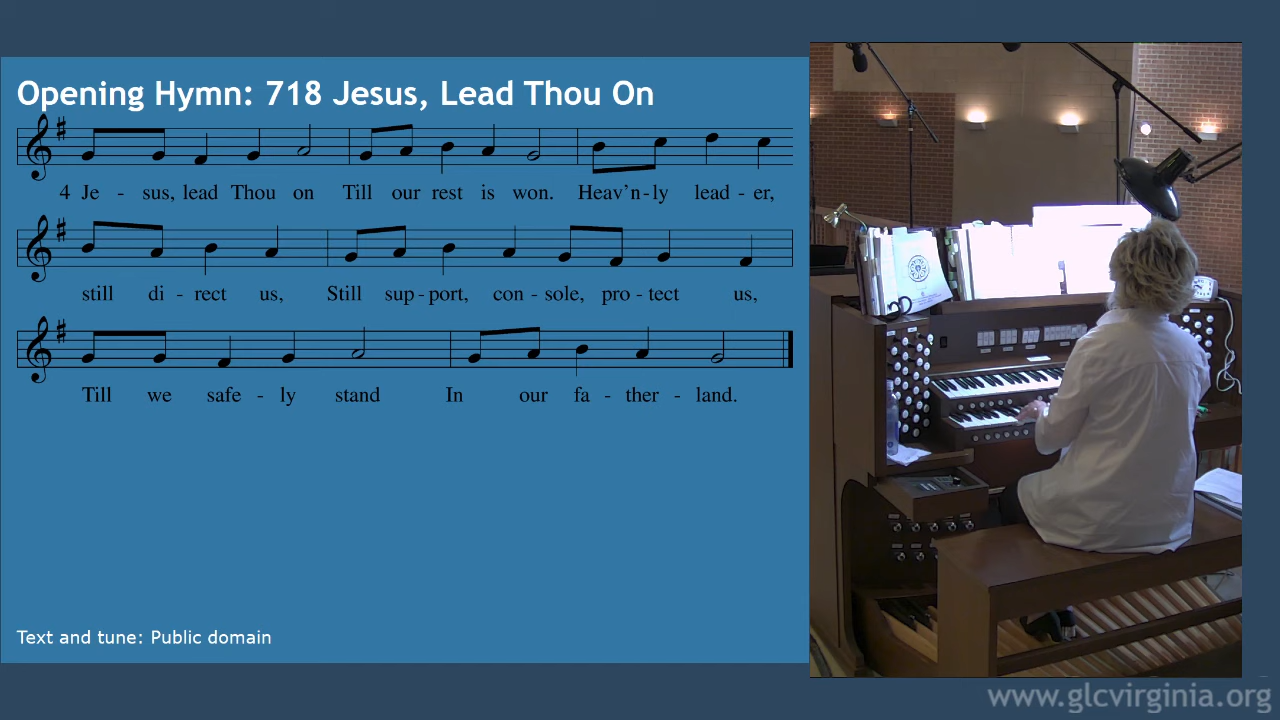 Opening Hymn: 718 Jesus, Lead Thou On
4 Je - sus, lead Thou on Till our rest is won. Heav'n - ly lead - er,
still di - rect us, Still sup - port, con - sole, pro - tect us,
Till we safe - ly stand In our fa - ther - land.
Text and tune: Public domain
www.glcvirginia.org